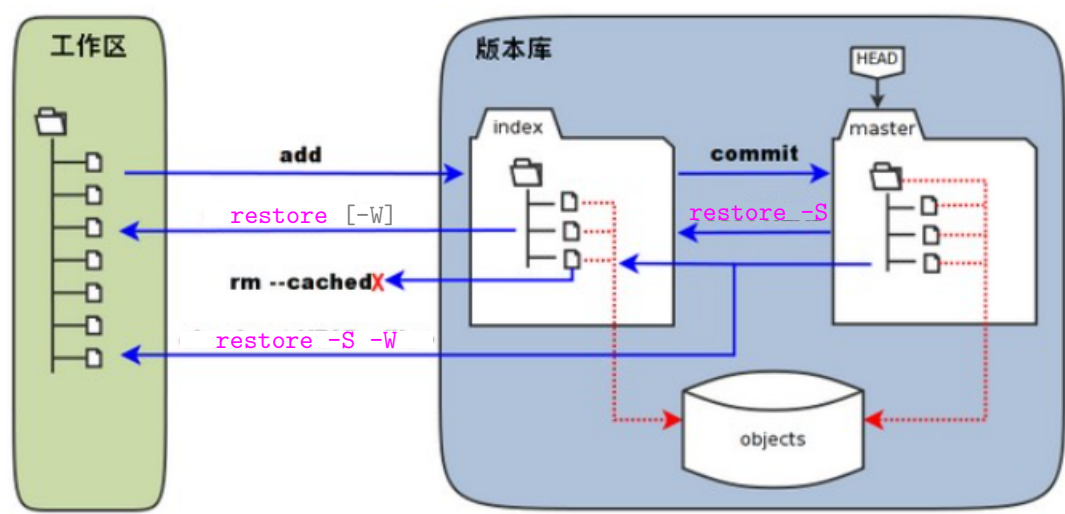 工作区
版本库
HEAD
index
master
add
commit
restore [-W]
restore -S
rm --cachedX
restore -S -W
objects